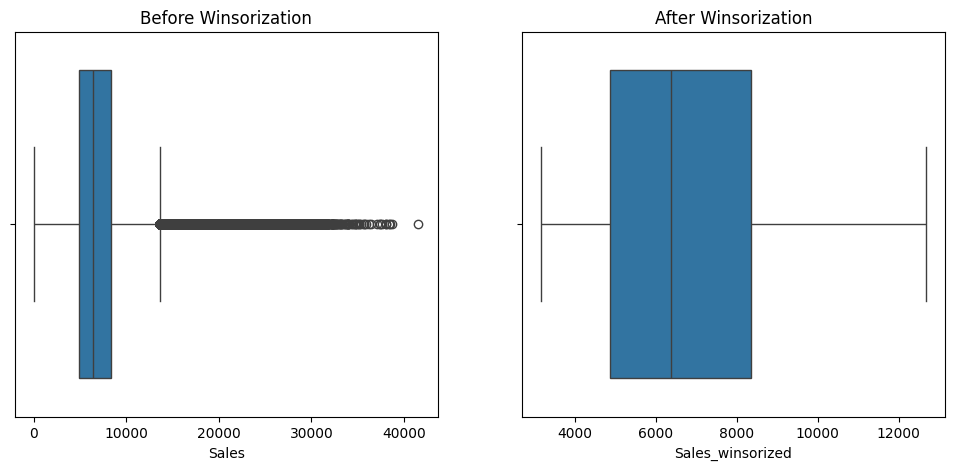 Before Winsorization
0 10000 20000 30000 40000
Sales
After Winsorization
4000 6000 8000 10000 12000
Sales_winsorized